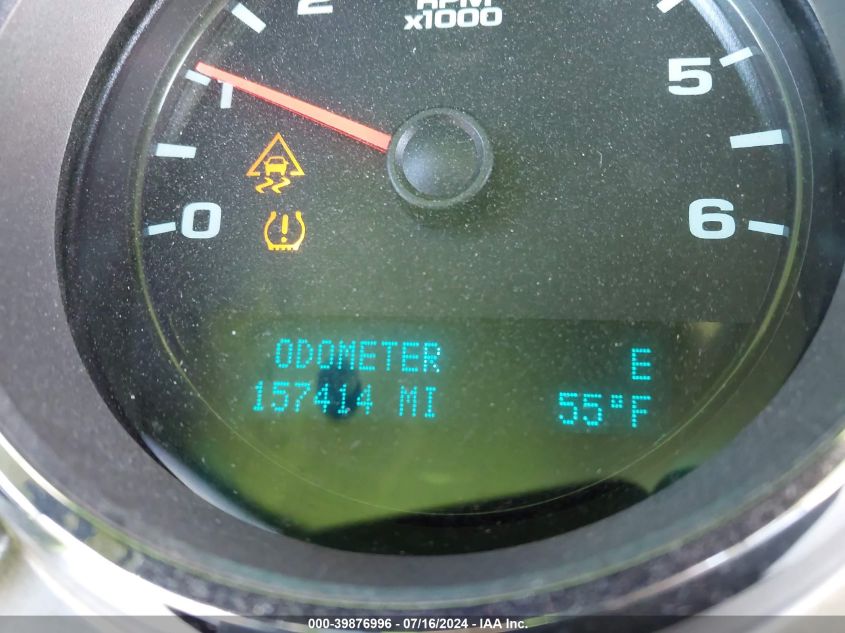 2
RPM
x1000
1
5
0
6
ODOMETER
E
157414 MI
55°F
000-39876996 - 07/16/2024 - IAA Inc.